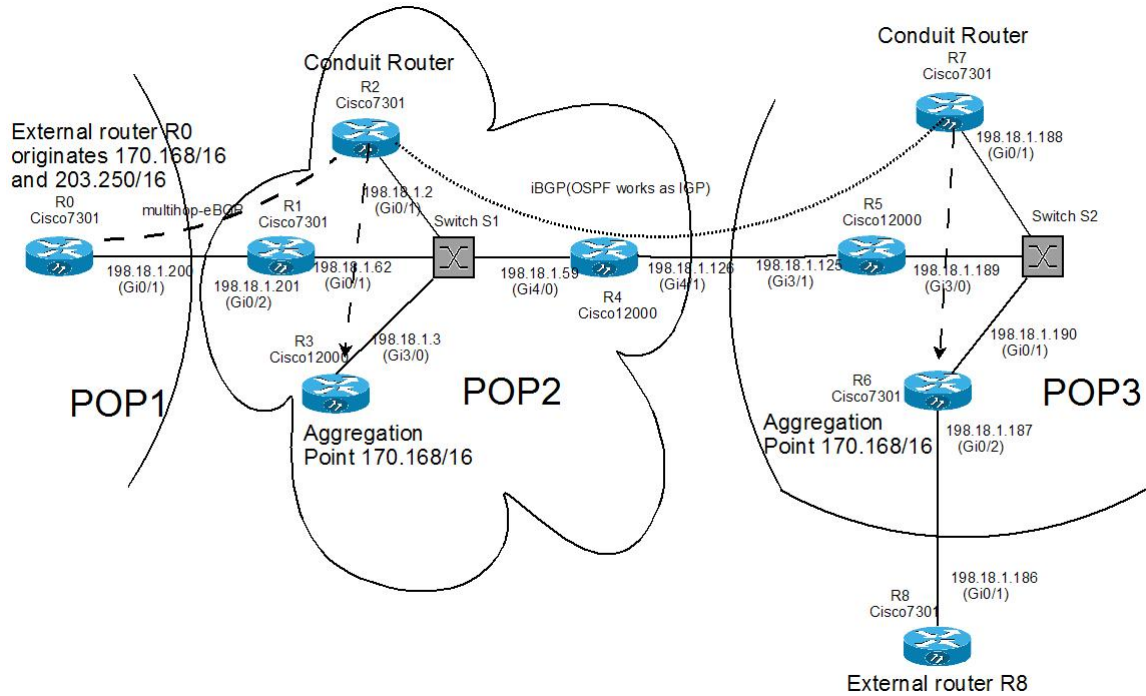 Conduit Router
R2
Cisco7301
Conduit Router
R7
Cisco7301
External router R0
originates 170.168/16
and 203.250/16
R0
Cisco7301
multihop-eBGP
R1
Cisco7301
198.18.1.2
(Gi0/1)
Switch S1
iBGP(OSPF works as IGP)
198.18.1.188
(Gi0/1)
R5
Cisco12000
Switch S2
198.18.1.200
(Gi0/1)
198.18.1.201
(Gi0/2)
198.18.1.62
(Gi0/1)
198.18.1.59
(Gi4/0)
198.18.1.126
(Gi4/1)
R4
Cisco12000
198.18.1.125
(Gi3/1)
198.18.1.189
(Gi3/0)
198.18.1.190
(Gi0/1)
R3
Cisco12000
198.18.1.3
(Gi3/0)
R6
Cisco7301
POP1
POP2
POP3
Aggregation
Point 170.168/16
Aggregation
Point 170.168/16
198.18.1.187
(Gi0/2)
198.18.1.186
(Gi0/1)
R8
Cisco7301
External router R8